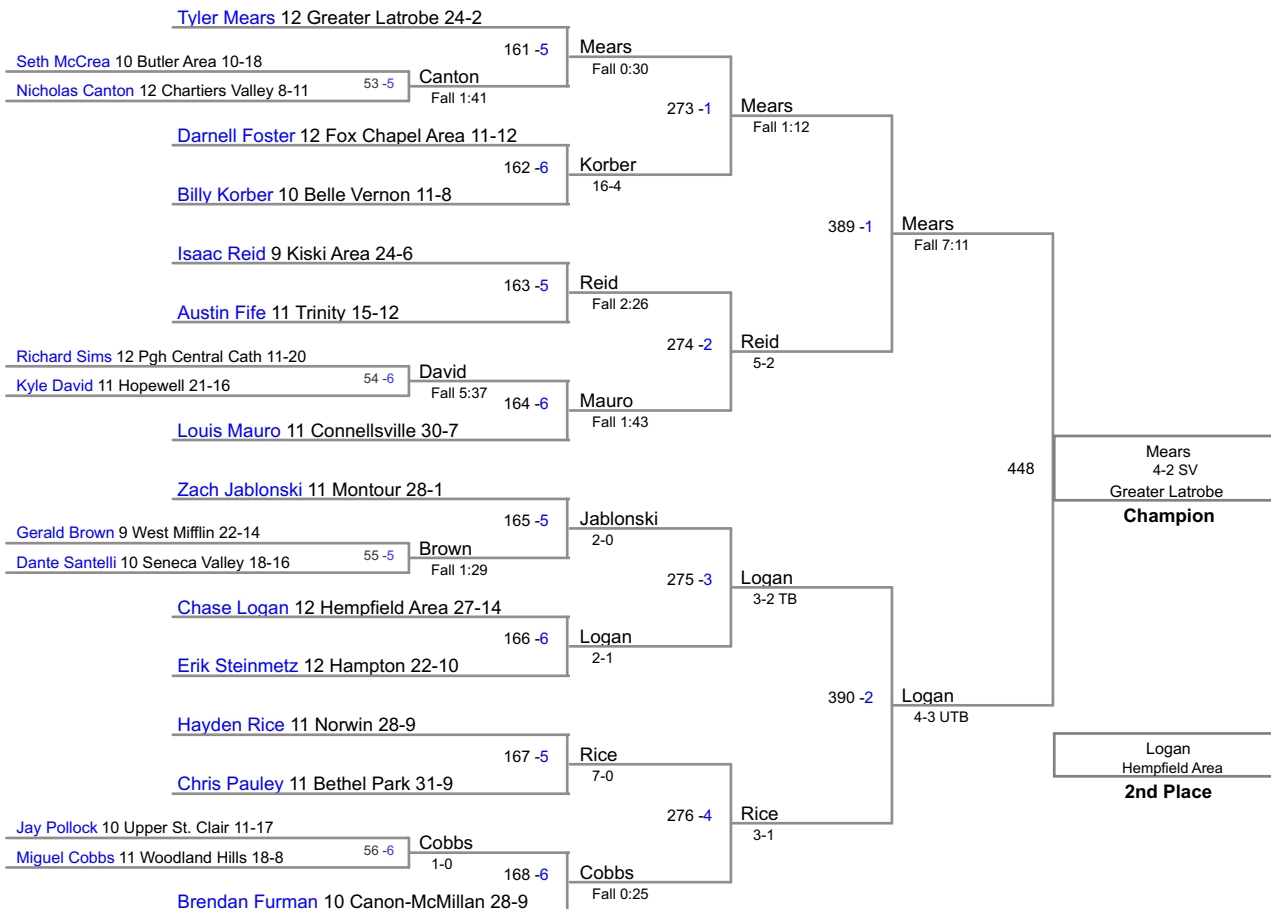 Tyler Mears 12 Greater Latrobe 24-2
161 -5
Mears
Fall 0:30
Seth McCrea 10 Butler Area 10-18
53 -5
Canton
Fall 1:41
Nicholas Canton 12 Chartiers Valley 8-11
273 -1
Mears
Fall 1:12
Darnell Foster 12 Fox Chapel Area 11-12
162 -6
Korber
16-4
Billy Korber 10 Belle Vernon 11-8
389 -1
Mears
Fall 7:11
Isaac Reid 9 Kiski Area 24-6
163 -5
Reid
Fall 2:26
Austin Fife 11 Trinity 15-12
274 -2
Reid
5-2
Richard Sims 12 Pgh Central Cath 11-20
54 -6
David
Fall 5:37
Kyle David 11 Hopewell 21-16
164 -6
Mauro
Fall 1:43
Louis Mauro 11 Connellsville 30-7
448
Mears
4-2 SV
Greater Latrobe
Champion
Zach Jablonski 11 Montour 28-1
165 -5
Jablonski
2-0
Gerald Brown 9 West Mifflin 22-14
55 -5
Brown
Fall 1:29
Dante Santelli 10 Seneca Valley 18-16
275 -3
Logan
3-2 TB
Chase Logan 12 Hempfield Area 27-14
166 -6
Logan
2-1
Erik Steinmetz 12 Hampton 22-10
390 -2
Logan
4-3 UTB
Hayden Rice 11 Norwin 28-9
167 -5
Rice
7-0
Chris Pauley 11 Bethel Park 31-9
Logan
Hempfield Area
2nd Place
276 -4
Rice
3-1
Jay Pollock 10 Upper St. Clair 11-17
56 -6
Cobbs
1-0
Miguel Cobbs 11 Woodland Hills 18-8
168 -6
Cobbs
Fall 0:25
Brendan Furman 10 Canon-McMillan 28-9